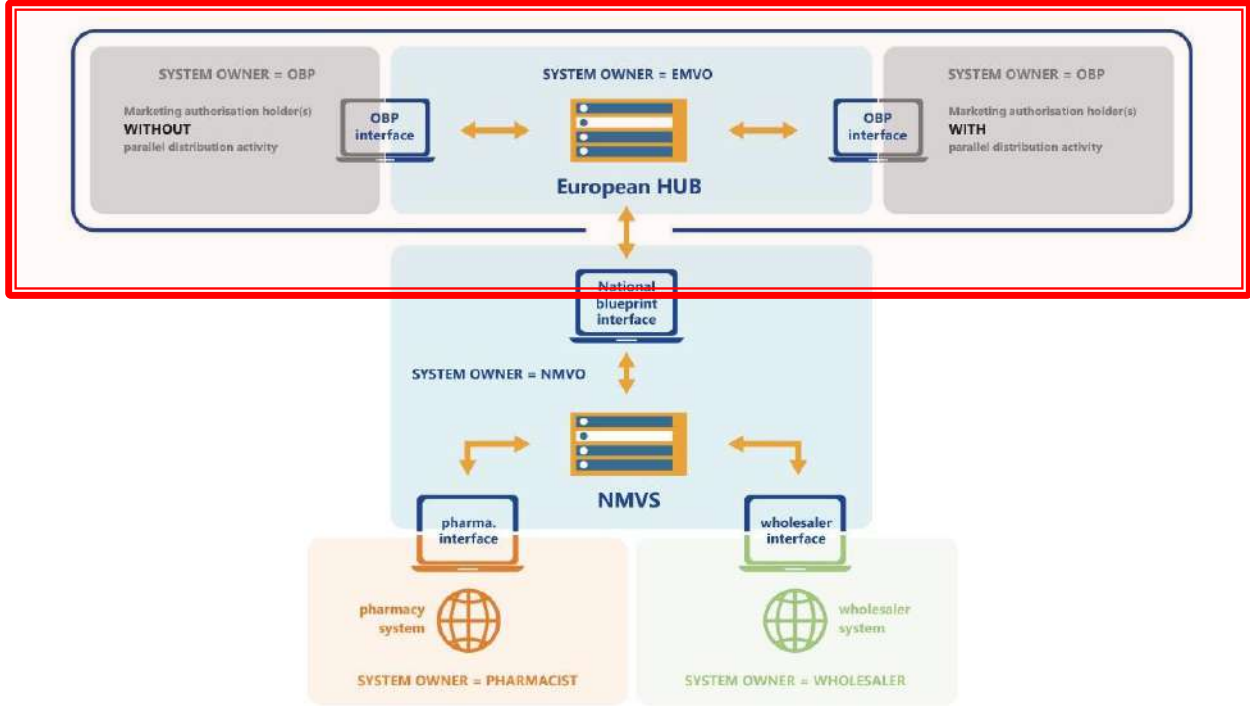 SYSTEM OWNER = OBP
Marketing authorisation holder(s)
WITHOUT
parallel distribution activity
OBP
interface
SYSTEM OWNER = EMVO
European HUB
OBP
interface
SYSTEM OWNER = OBP
Marketing authorisation holder(s)
WITH
parallel distribution activity
National
blueprint
interface
SYSTEM OWNER = NMVO
NMVS
pharma.
interface
wholesaler
interface
pharmacy
system
wholesaler
system
SYSTEM OWNER = PHARMACIST
SYSTEM OWNER = WHOLESALER